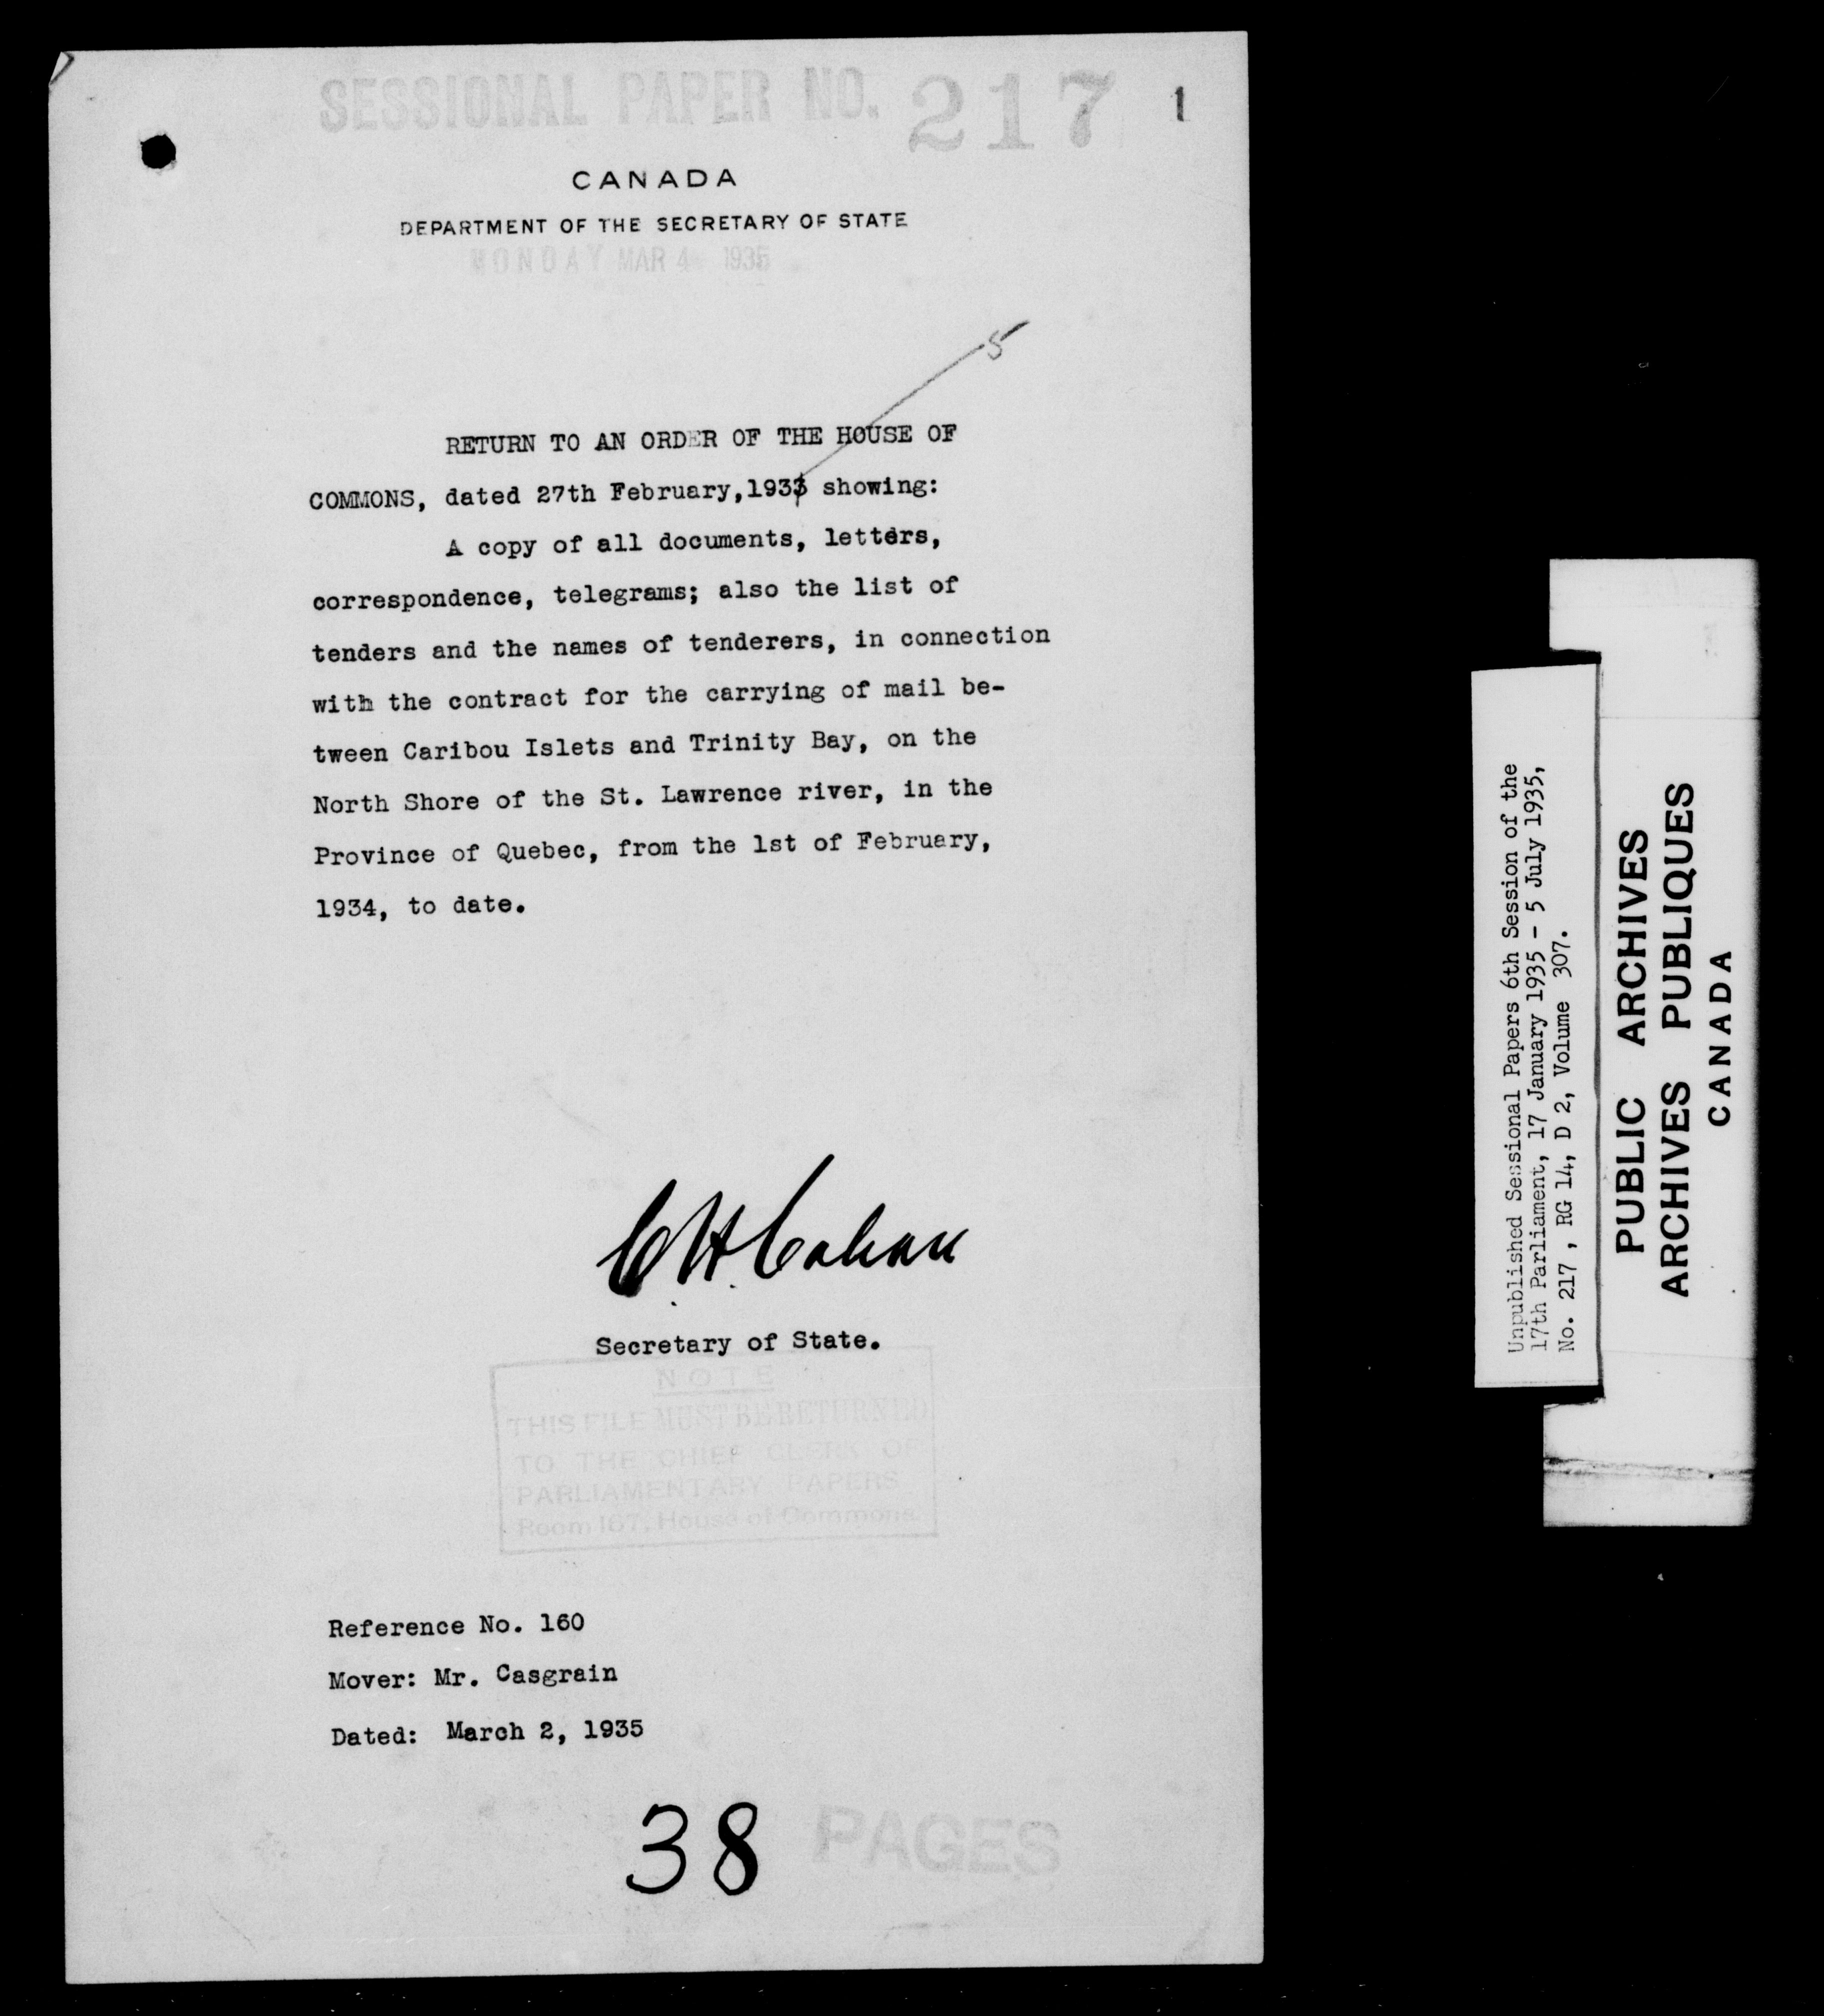 SESSIONAL PAPER NO. 217 1
CANADA
DEPARTMENT OF THE SECRETARY OF STATE
MONDAY MAR 4 1935
5
RETURN TO AN ORDER OF THE HOUSE OF
COMMONS, dated 27th February,1933 showing:
A copy of all documents, letters,
correspondence, telegrams; also the list of
tenders and the names of tenderers, in connection
with the contract for the carrying of mail be-
tween Caribou Islets and Trinity Bay, on the
North Shore of the St. Lawrence river, in the
Province of Quebec, from the 1st of February,
1934, to date.
C H Cahan
Secretary of State.
NOTE
THIS FILE MUST BE RETURNED
TO THE CHIEF CLERK OF
PARLIAMENTARY PAPERS
Room 167, House of Commons.
Reference No. 160
Mover: Mr. Casgrain
Dated: March 2, 1935
38 PAGES
Unpublished Sessional Papers 6th Session of the
17th Parliament, 17 January 1935 - 5 July 1935,
No. 217 , RG 14, D 2, Volume 307.
PUBLIC ARCHIVES
ARCHIVES PUBLIQUES
CANADA